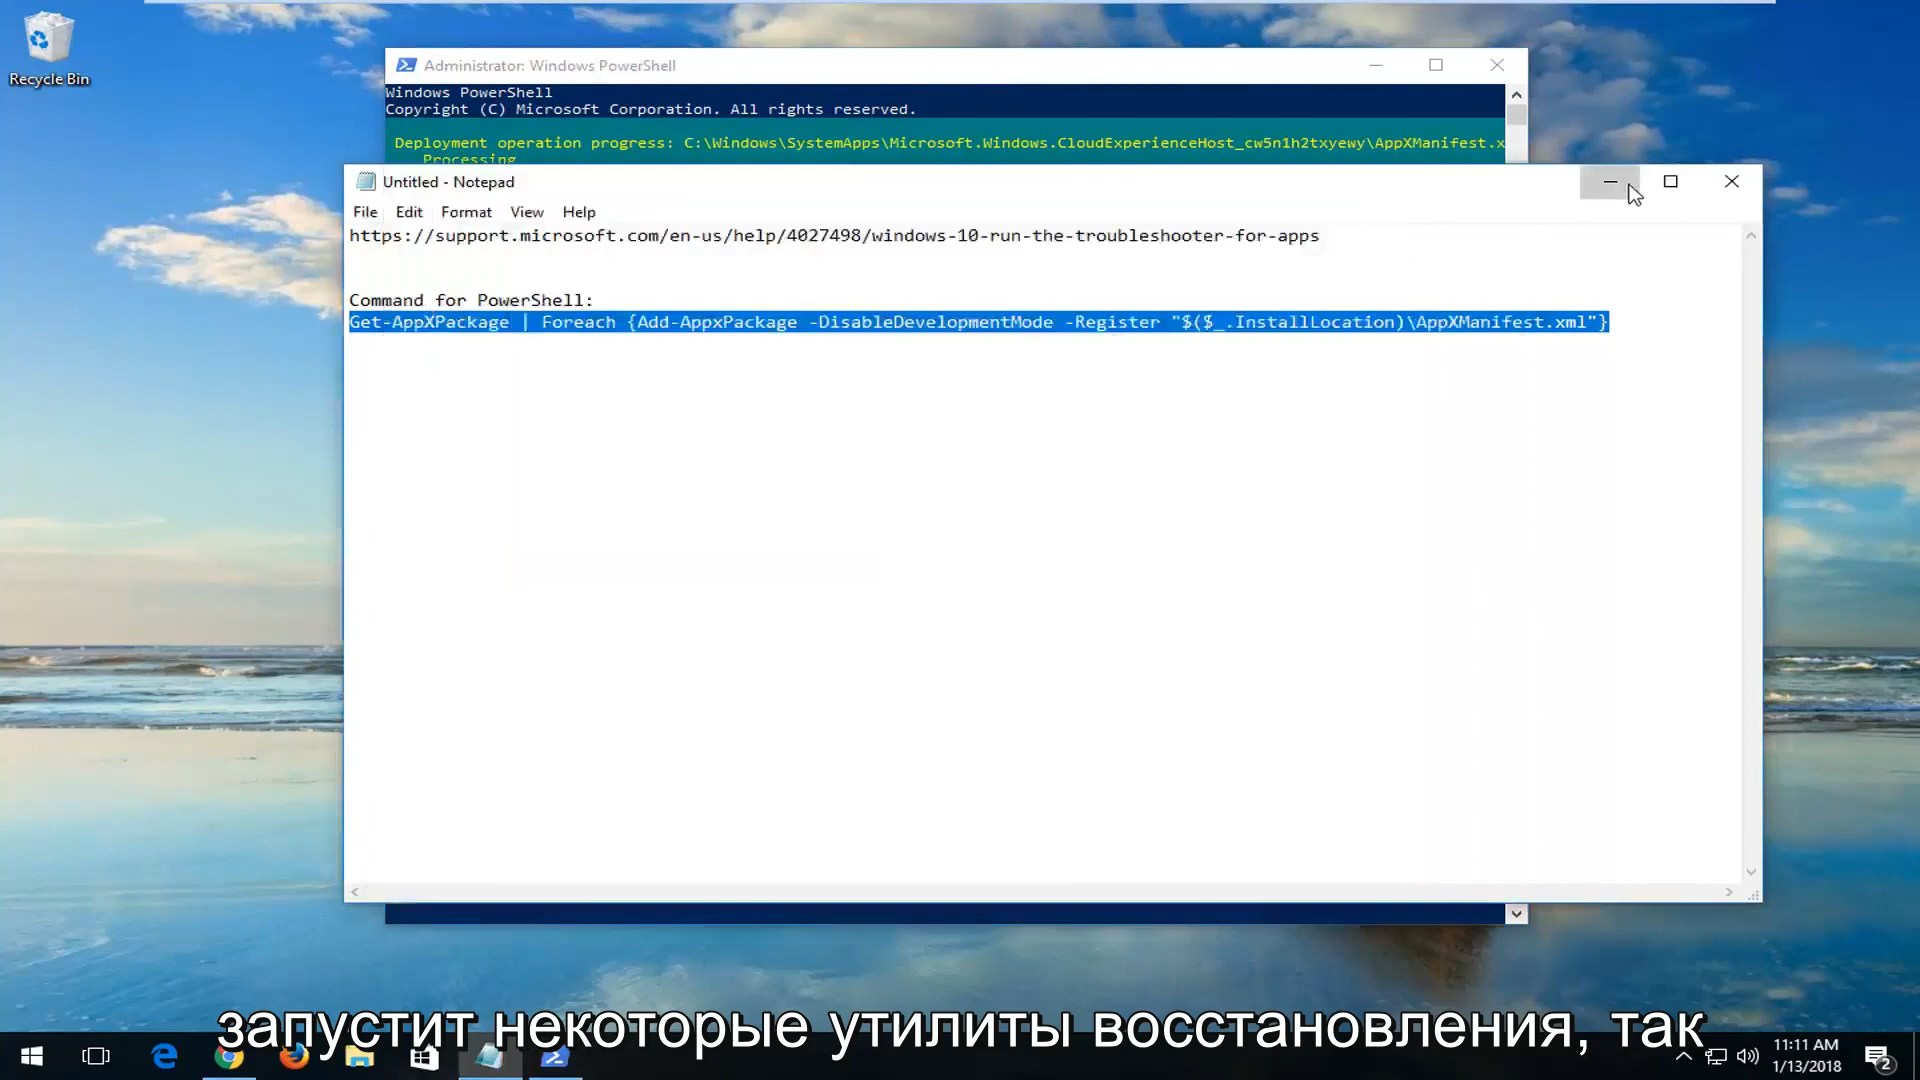 Recycle Bin
Administrator: Windows PowerShell
Windows PowerShell
Copyright (C) Microsoft Corporation. All rights reserved.
Deployment operation progress: C:\Windows\SystemApps\Microsoft.Windows.CloudExperienceHost_cw5n1h2txyewy\AppXManifest.x
Processing
Untitled - Notepad
File Edit Format View Help
https://support.microsoft.com/en-us/help/4027498/windows-10-run-the-troubleshooter-for-apps
Command for PowerShell:
Get-AppXPackage | Foreach {Add-AppxPackage -DisableDevelopmentMode -Register "$($_.InstallLocation)\AppXManifest.xml"}
запустит некоторые утилиты восстановления, так
11:11 AM
1/13/2018
2